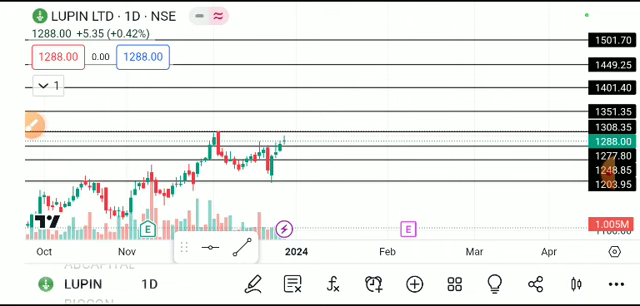 LUPIN LTD · 1D · NSE
1288.00 +5.35 (+0.42%)
1288.00 0.00 1288.00
1
1501.70
1449.25
1401.40
1351.35
1308.35
1288.00
1277.80
1248.85
1203.95
1.005M
E E
Oct Nov 2024 Feb Mar Apr
LUPIN 1D